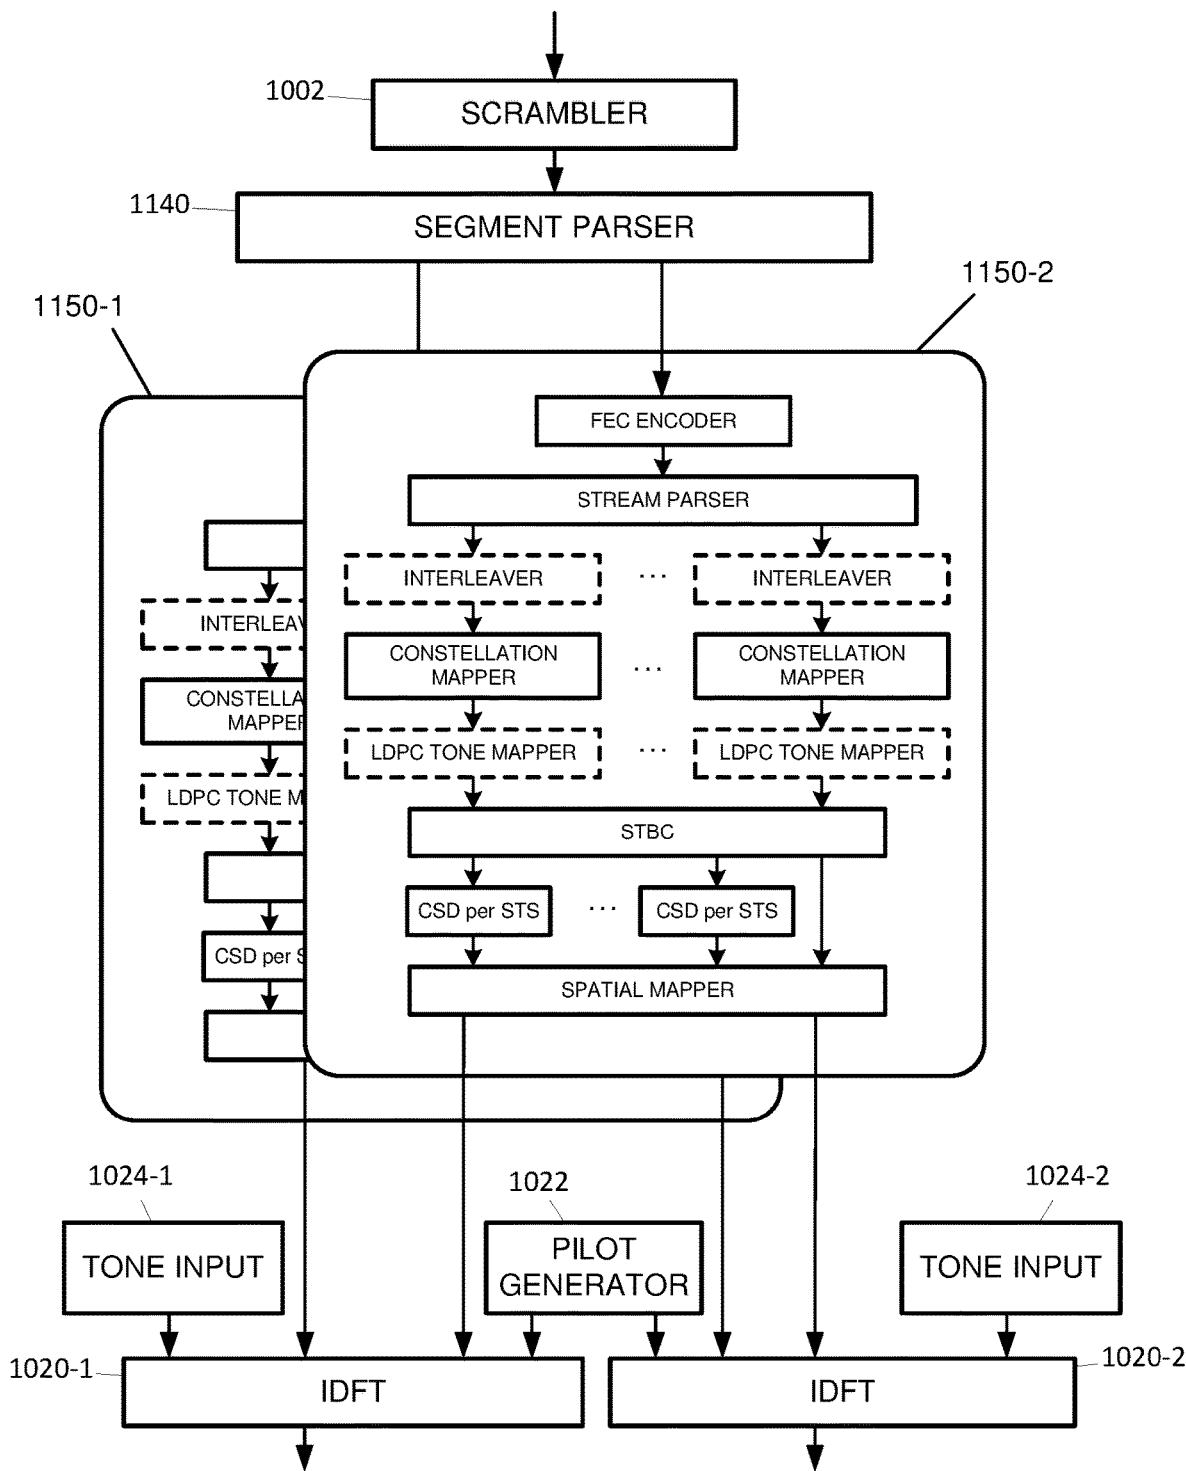 1002
SCRAMBLER
1140
SEGMENT PARSER
1150-1
1150-2
FEC ENCODER
STREAM PARSER
INTERLEAVER ... INTERLEAVER
CONSTELLATION
MAPPER
...
CONSTELLATION
MAPPER
LDPC TONE MAPPER ... LDPC TONE MAPPER
STBC
CSD per STS ... CSD per STS
SPATIAL MAPPER
INTERLEAV
CONSTELLA
MAPPER
LDPC TONE M
CSD per S
1024-1
TONE INPUT
1022
PILOT
GENERATOR
1024-2
TONE INPUT
1020-1
IDFT
IDFT
1020-2